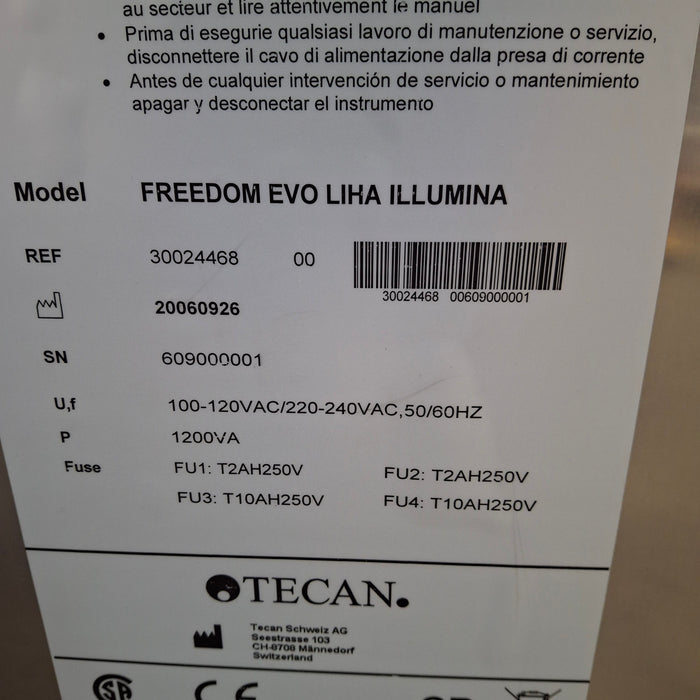 au secteur et lire attentivement le manuel
• Prima di esegurie qualsiasi lavoro di manutenzione o servizio,
disconnettere il cavo di alimentazione dalla presa di corrente
• Antes de cualquier intervención de servicio o mantenimiento
apagar y desconectar el instrumento
Model FREEDOM EVO LIHA ILLUMINA
REF 30024468 00
30024468 00609000001
20060926
SN 609000001
U,f 100-120VAC/220-240VAC,50/60HZ
P 1200VA
Fuse FU1: T2AH250V FU2: T2AH250V
FU3: T10AH250V FU4: T10AH250V
TECAN.
Tecan Schweiz AG
Seestrasse 103
CH-8708 Männedorf
Switzerland
CE